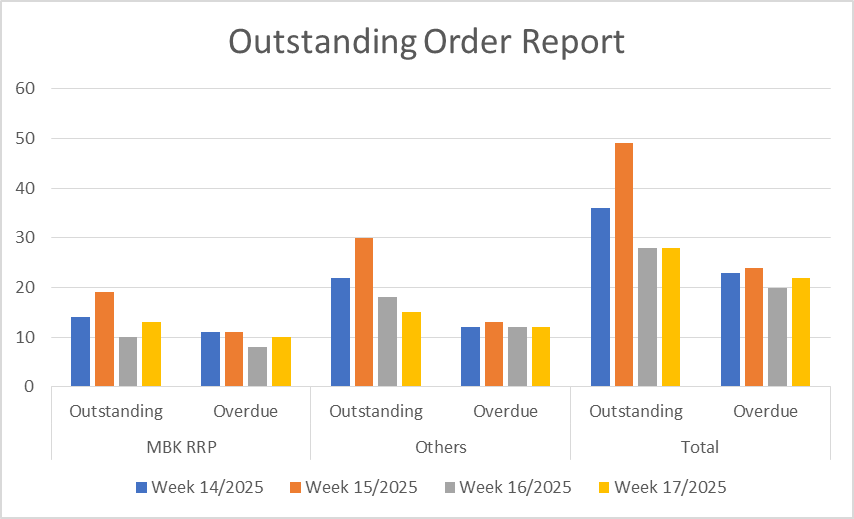 Outstanding Order Report
60
50
40
30
20
10
0
Outstanding Overdue Outstanding Overdue Outstanding Overdue
MBK RRP Others Total
Week 14/2025 Week 15/2025 Week 16/2025 Week 17/2025